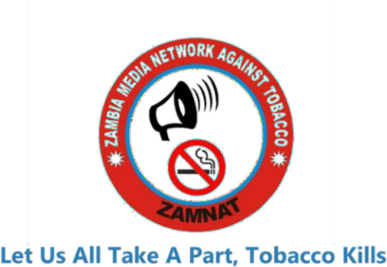 ZAMBIA MEDIA NETWORK AGAINST TOBACCO
ZAMNAT
Let Us All Take A Part, Tobacco Kills